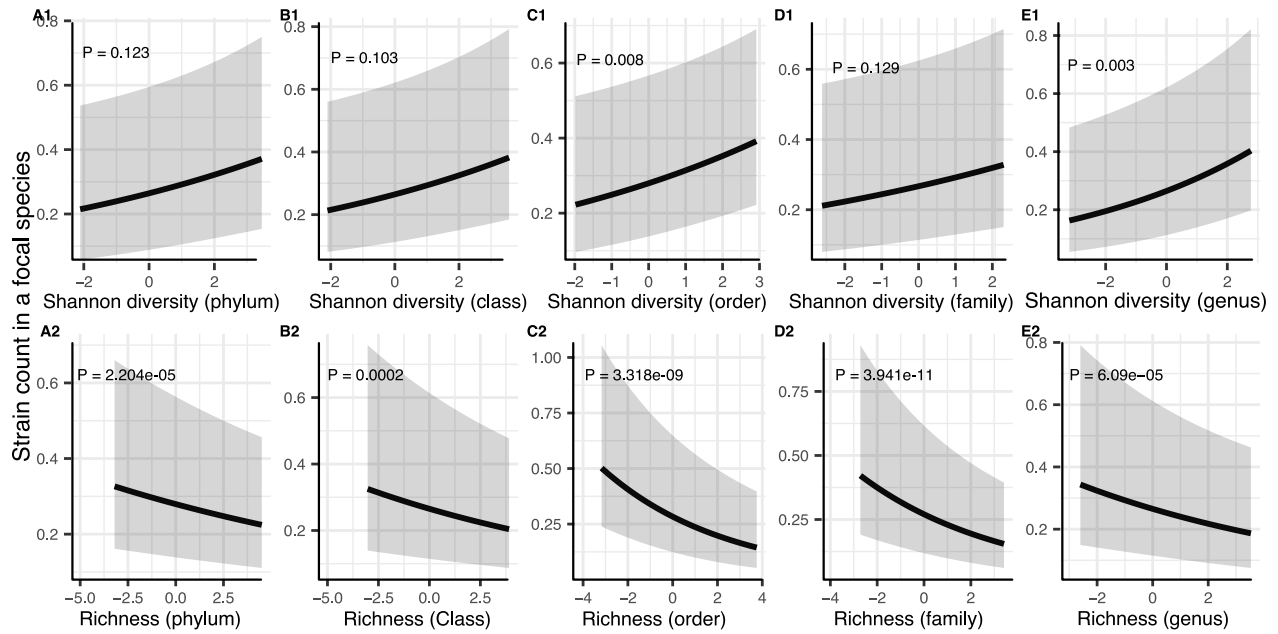 Strain count in a focal species
A1
P = 0.123
0.8
0.6
0.4
0.2
−2 0 2
Shannon diversity (phylum)
B1
P = 0.103
0.8
0.6
0.4
0.2
−2 0 2
Shannon diversity (class)
C1
P = 0.008
0.6
0.4
0.2
−2 −1 0 1 2 3
Shannon diversity (order)
D1
P = 0.129
0.6
0.4
0.2
−2 −1 0 1 2
Shannon diversity (family)
E1
P = 0.003
0.8
0.6
0.4
0.2
−2 0 2
Shannon diversity (genus)
A2
P = 2.204e-05
0.6
0.4
0.2
−5.0 −2.5 0.0 2.5
Richness (phylum)
B2
P = 0.0002
0.6
0.4
0.2
−5.0 −2.5 0.0 2.5
Richness (Class)
C2
P = 3.318e-09
1.00
0.75
0.50
0.25
−4 −2 0 2 4
Richness (order)
D2
P = 3.941e-11
0.75
0.50
0.25
−4 −2 0 2
Richness (family)
E2
P = 6.09e−05
0.8
0.6
0.4
0.2
−4 −2 0 2
Richness (genus)